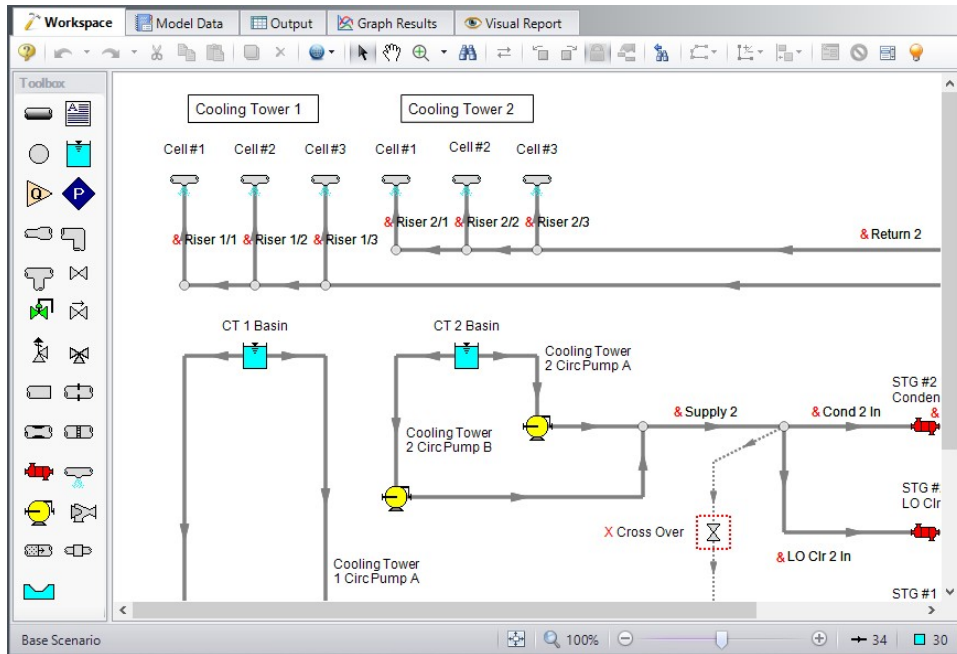 Workspace
Model Data
Output
Graph Results
Visual Report
Toolbox
A
Q
P
Cooling Tower 1
Cooling Tower 2
Cell #1
Cell #2
Cell #3
Cell #1
Cell #2
Cell #3
& Riser 2/1
& Riser 2/2
& Riser 2/3
& Riser 1/1
& Riser 1/2
& Riser 1/3
& Return 2
CT 1 Basin
CT 2 Basin
Cooling Tower
2 Circ Pump A
STG #2
Conden
&
& Supply 2
& Cond 2 In
Cooling Tower
2 Circ Pump B
STG #
LO Clr
X Cross Over
& LO Clr 2 In
Cooling Tower
1 Circ Pump A
STG #1
Base Scenario
100%
34
30